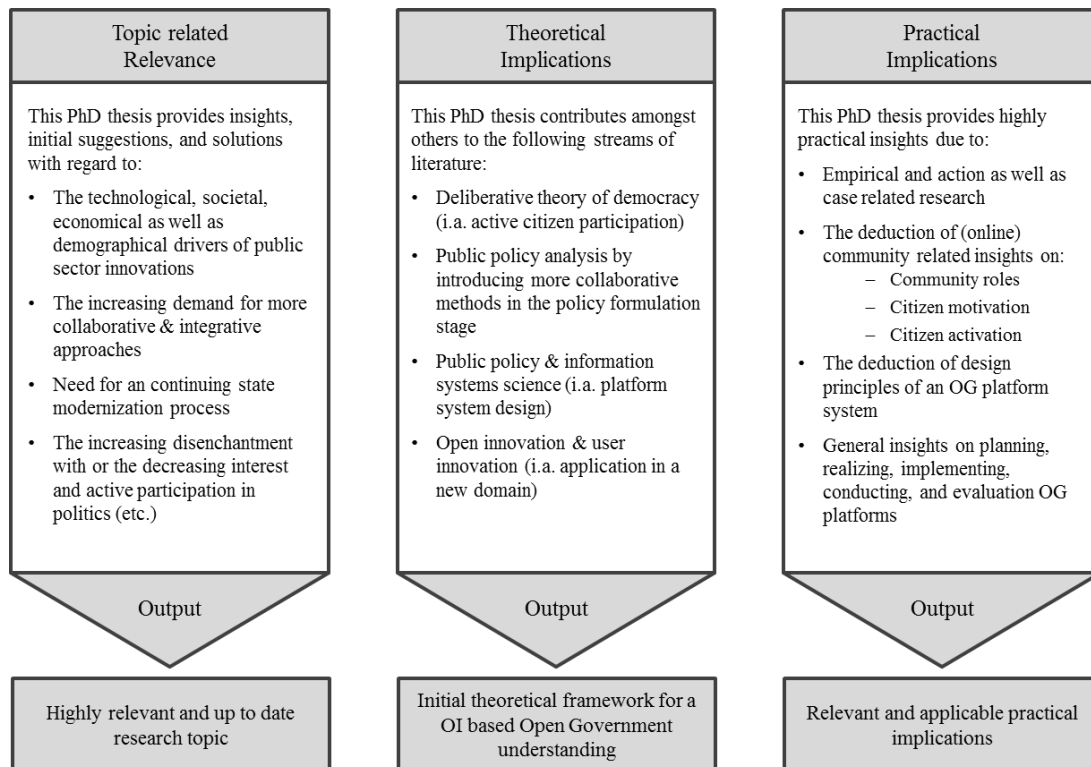 Topic related
Relevance
This PhD thesis provides insights,
initial suggestions, and solutions
with regard to:
• The technological, societal,
economical as well as
demographical drivers of public
sector innovations
• The increasing demand for more
collaborative & integrative
approaches
• Need for an continuing state
modernization process
• The increasing disenchantment
with or the decreasing interest
and active participation in
politics (etc.)
Output
Highly relevant and up to date
research topic
Theoretical
Implications
This PhD thesis contributes amongst
others to the following streams of
literature:
• Deliberative theory of democracy
(i.a. active citizen participation)
• Public policy analysis by
introducing more collaborative
methods in the policy formulation
stage
• Public policy & information
systems science (i.a. platform
system design)
• Open innovation & user
innovation (i.a. application in a
new domain)
Output
Initial theoretical framework for a
OI based Open Government
understanding
Practical
Implications
This PhD thesis provides highly
practical insights due to:
• Empirical and action as well as
case related research
• The deduction of (online)
community related insights on:
– Community roles
– Citizen motivation
– Citizen activation
• The deduction of design
principles of an OG platform
system
• General insights on planning,
realizing, implementing,
conducting, and evaluation OG
platforms
Output
Relevant and applicable practical
implications